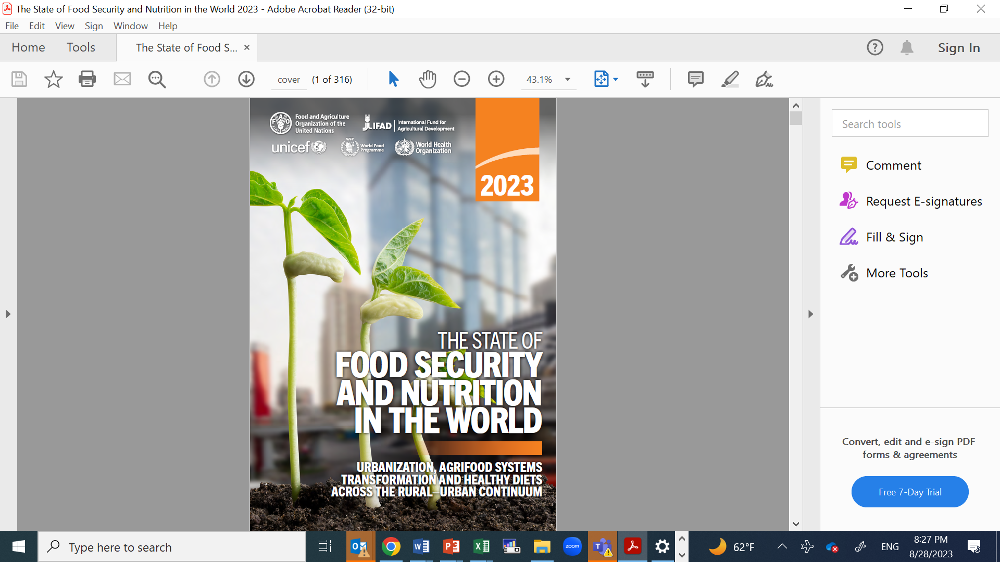 The State of Food Security and Nutrition in the World 2023 - Adobe Acrobat Reader (32-bit)
File Edit View Sign Window Help
Home Tools The State of Food S... × Sign In
cover (1 of 316) 43.1%
Food and Agriculture
Organization of the
United Nations
FAO
FIAT PANIS
IFAD
International Fund for
Agricultural Development
unicef
WFP
World Food
Programme
World Health
Organization
2023
THE STATE OF
FOOD SECURITY
AND NUTRITION
IN THE WORLD
URBANIZATION, AGRIFOOD SYSTEMS
TRANSFORMATION AND HEALTHY DIETS
ACROSS THE RURAL–URBAN CONTINUUM
Search tools
Comment
Request E-signatures
Fill & Sign
More Tools
Convert, edit and e-sign PDF
forms & agreements
Free 7-Day Trial
Type here to search
zoom
62°F
ENG
8:27 PM
8/28/2023